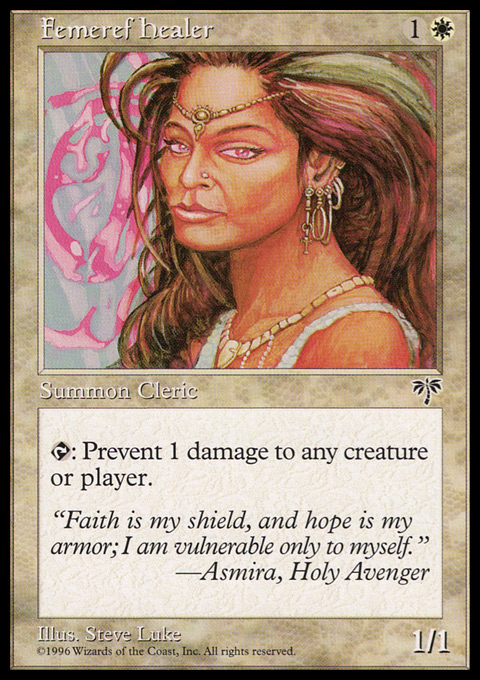 Femeref Healer 1
Summon Cleric
: Prevent 1 damage to any creature
or player.
“Faith is my shield, and hope is my
armor; I am vulnerable only to myself.”
—Asmira, Holy Avenger
Illus. Steve Luke
1/1
©1996 Wizards of the Coast, Inc. All rights reserved.